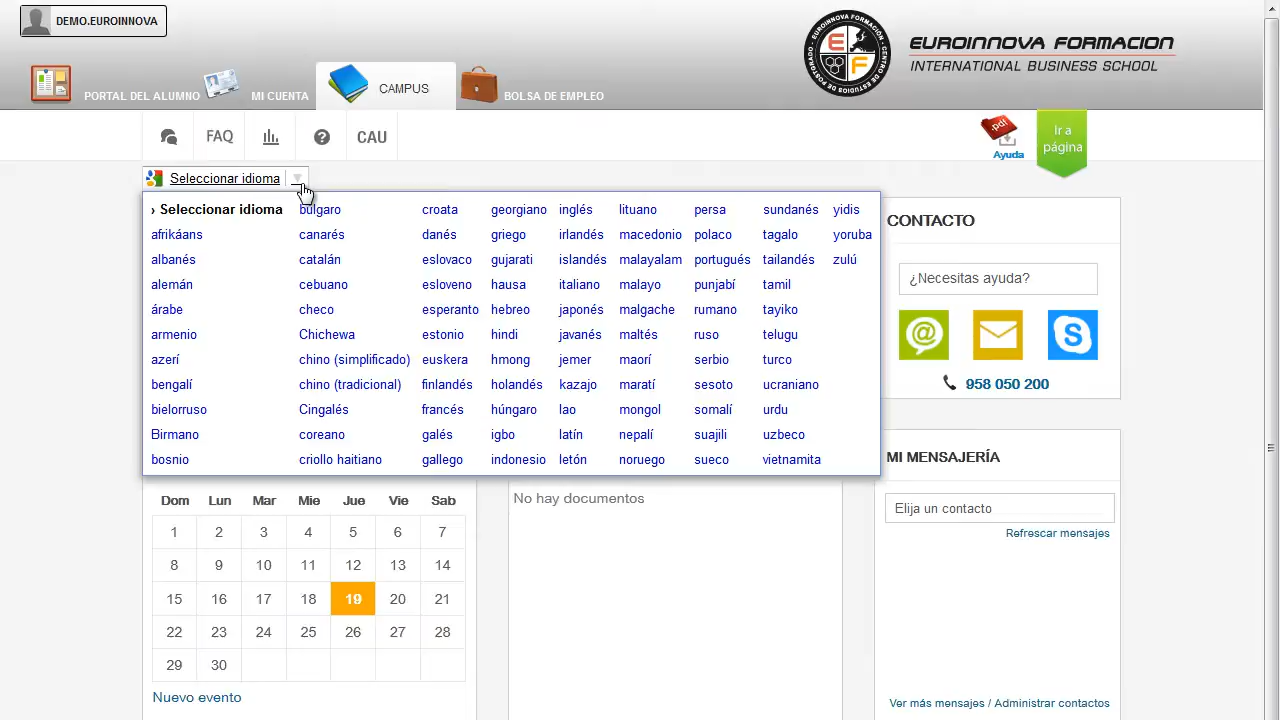 DEMO.EUROINNOVA
EUROINNOVA FORMACION
INTERNATIONAL BUSINESS SCHOOL
EUROINNOVA FORMACIÓN
CENTRO DE ESTUDIOS DE POSTGRADO
E F
PORTAL DEL ALUMNO
MI CUENTA
CAMPUS
BOLSA DE EMPLEO
FAQ
?
CAU
.pdf
Ayuda
Ir a
página
Seleccionar idioma
› Seleccionar idioma búlgaro croata georgiano inglés lituano persa sundanés yidis
afrikáans canarés danés griego irlandés macedonio polaco tagalo yoruba
albanés catalán eslovaco gujarati islandés malayalam portugués tailandés zulú
alemán cebuano esloveno hausa italiano malayo punjabí tamil
árabe checo esperanto hebreo japonés malgache rumano tayiko
armenio Chichewa estonio hindi javanés maltés ruso telugu
azerí chino (simplificado) euskera hmong jemer maorí serbio turco
bengalí chino (tradicional) finlandés holandés kazajo maratí sesoto ucraniano
bielorruso Cingalés francés húngaro lao mongol somalí urdu
Birmano coreano galés igbo latín nepalí suajili uzbeco
bosnio criollo haitiano gallego indonesio letón noruego sueco vietnamita
CONTACTO
¿Necesitas ayuda?
@
S
958 050 200
MI MENSAJERÍA
Elija un contacto
Refrescar mensajes
Ver más mensajes / Administrar contactos
Dom Lun Mar Mie Jue Vie Sab
1 2 3 4 5 6 7
8 9 10 11 12 13 14
15 16 17 18 19 20 21
22 23 24 25 26 27 28
29 30
Nuevo evento
No hay documentos